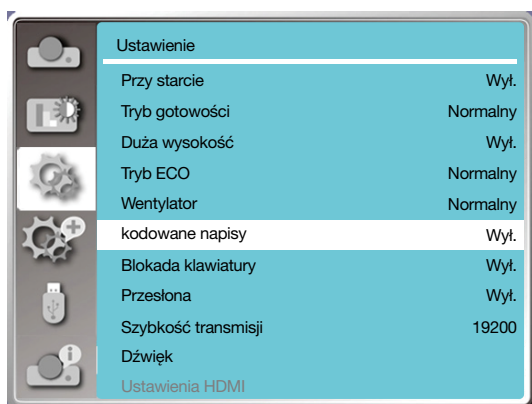 Ustawienie
Przy starcie Wył.
Tryb gotowości Normalny
Duża wysokość Wył.
Tryb ECO Normalny
Wentylator Normalny
kodowane napisy Wył.
Blokada klawiatury Wył.
Przesłona Wył.
Szybkość transmisji 19200
Dźwięk
Ustawienia HDMI